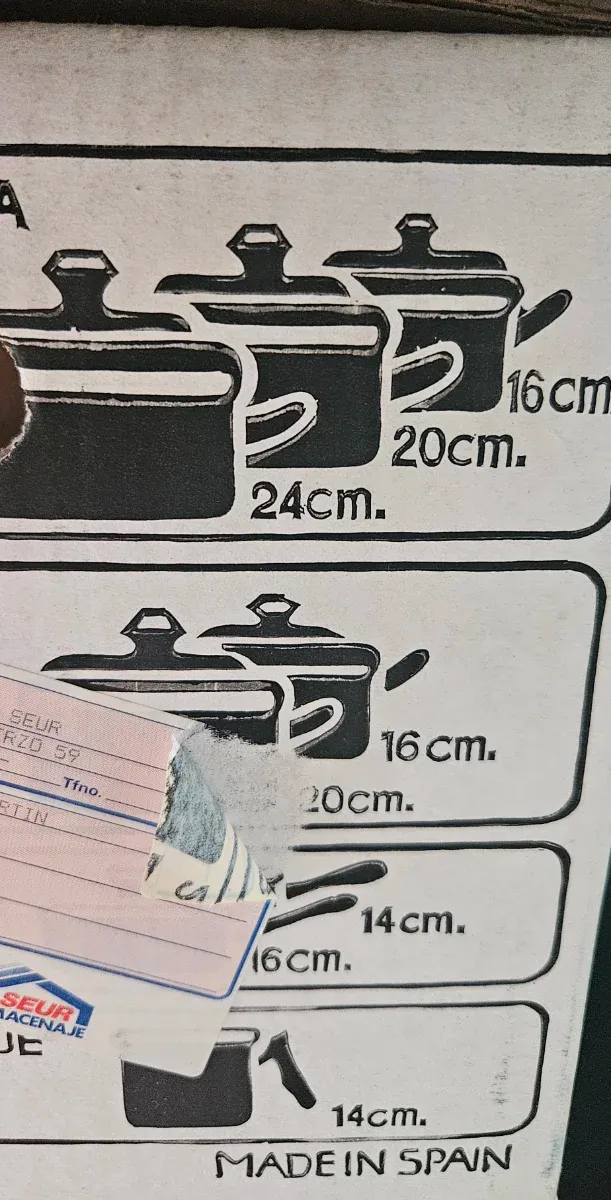 A
16cm
20cm.
24cm.
16cm.
20cm.
SEUR
RZO 59
Tfno.
RTIN
14cm.
16cm.
SEUR
MACENAJE
JE
14cm.
MADE IN SPAIN